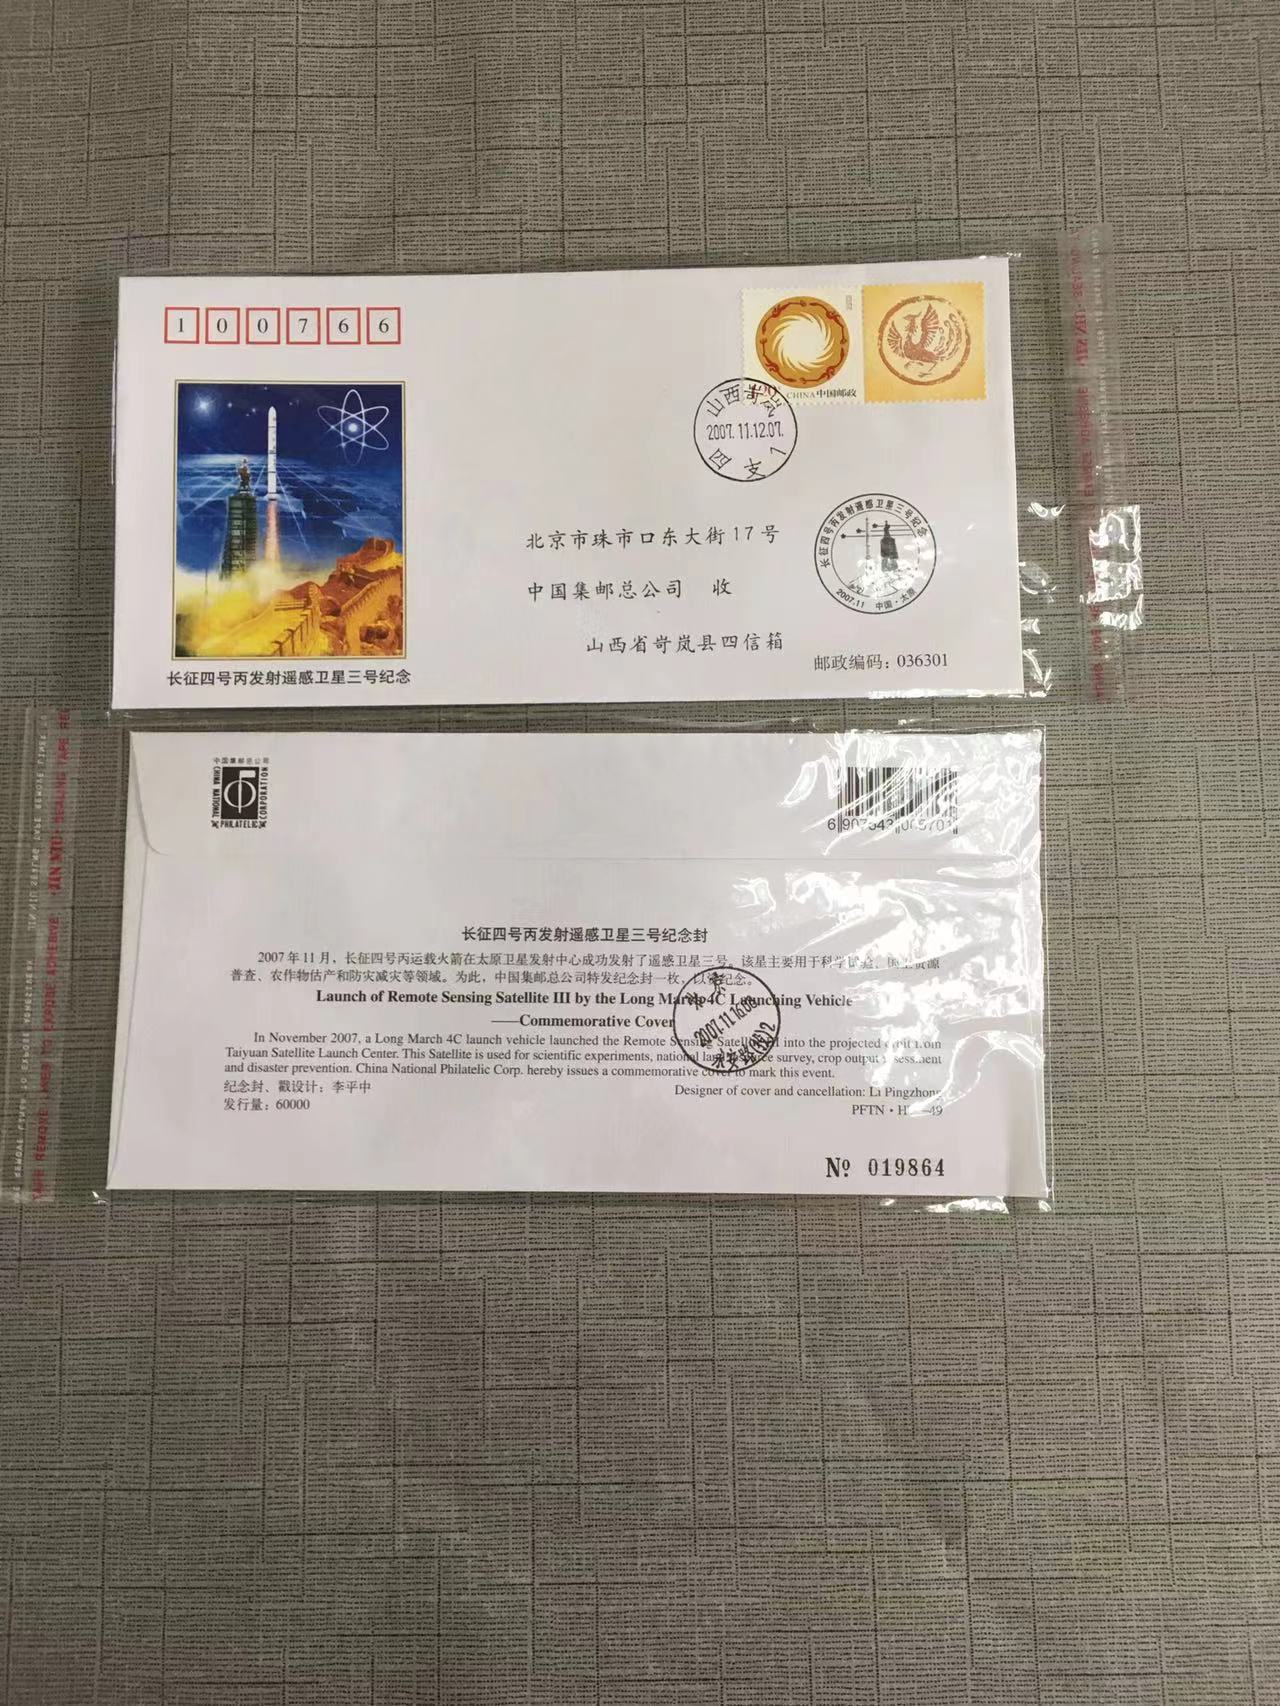 1 0 0 7 6 6
CHINA 中国邮政
山西岢岚
2007.11.12.07.
四支
长征四号丙发射遥感卫星三号纪念
2007.11 中国·太原
北京市珠市口东大街17号
中国集邮总公司 收
山西省岢岚县四信箱
邮政编码：036301
长征四号丙发射遥感卫星三号纪念
中国集邮总公司
CHINA NATIONAL PHILATELIC CORPORATION
长征四号丙发射遥感卫星三号纪念封
2007年11月，长征四号丙运载火箭在太原卫星发射中心成功发射了遥感卫星三号。该星主要用于科学试验、国土资源
普查、农作物估产和防灾减灾等领域。为此，中国集邮总公司特发纪念封一枚，以资纪念。
Launch of Remote Sensing Satellite III by the Long March 4C Launching Vehicle
——Commemorative Cover
In November 2007, a Long March 4C launch vehicle launched the Remote Sensing Satellite III into the projected orbit from
Taiyuan Satellite Launch Center. This Satellite is used for scientific experiments, national land resource survey, crop output assessment
and disaster prevention. China National Philatelic Corp. hereby issues a commemorative cover to mark this event.
纪念封、戳设计：李平中
Designer of cover and cancellation: Li Pingzhong
发行量：60000
PFTN·H
49
北京
2007.11.16
№ 019864